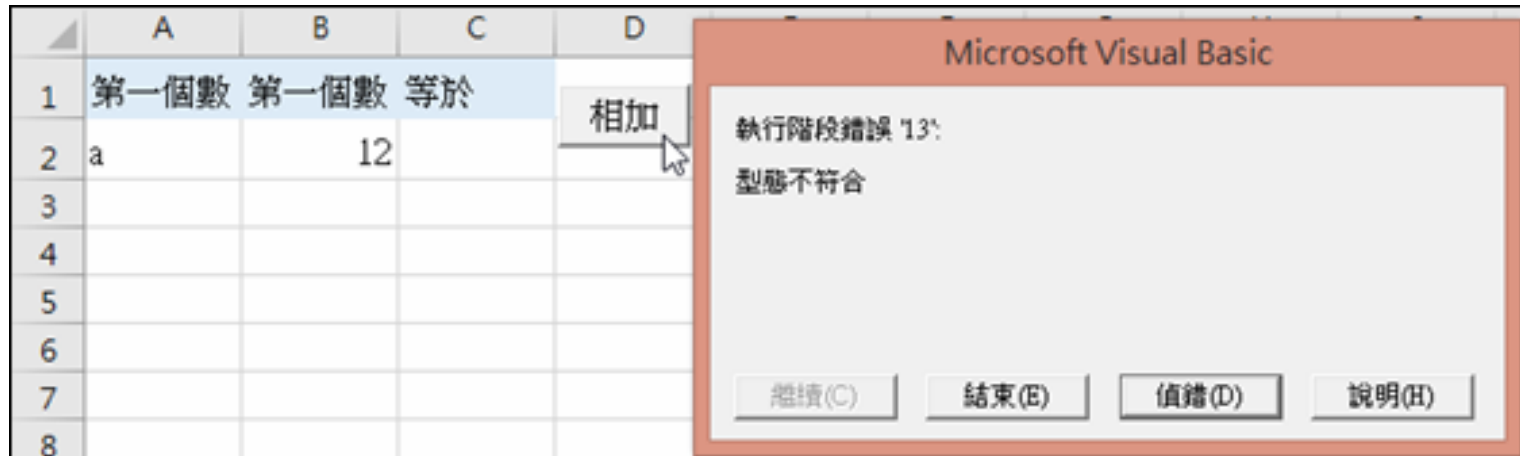 A B C D
Microsoft Visual Basic
1 第一個數 第一個數 等於
相加
執行階段錯誤 '13':
2 a 12
型態不符合
3
4
5
6
7
繼續(C) 結束(E) 偵錯(D) 說明(H)
8